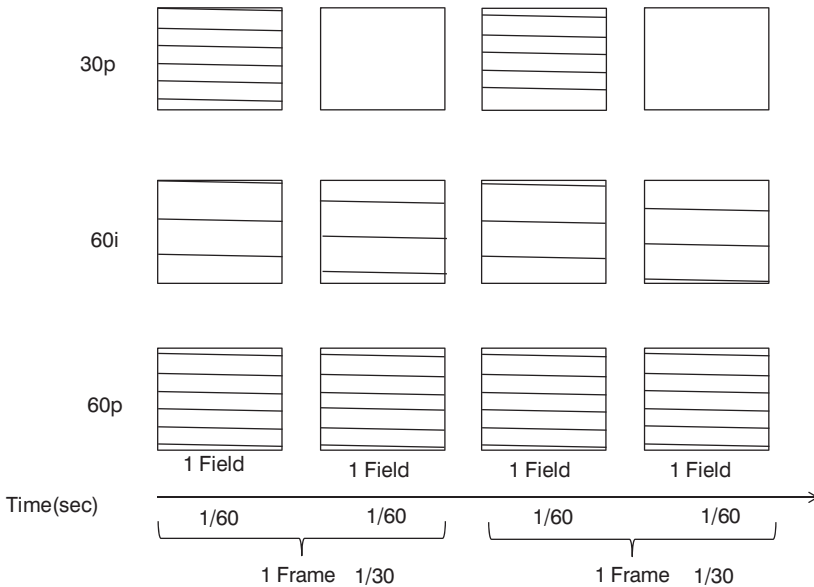 30p
60i
60p
1 Field 1 Field 1 Field 1 Field
Time(sec)
1/60 1/60 1/60 1/60
1 Frame 1/30 1 Frame 1/30